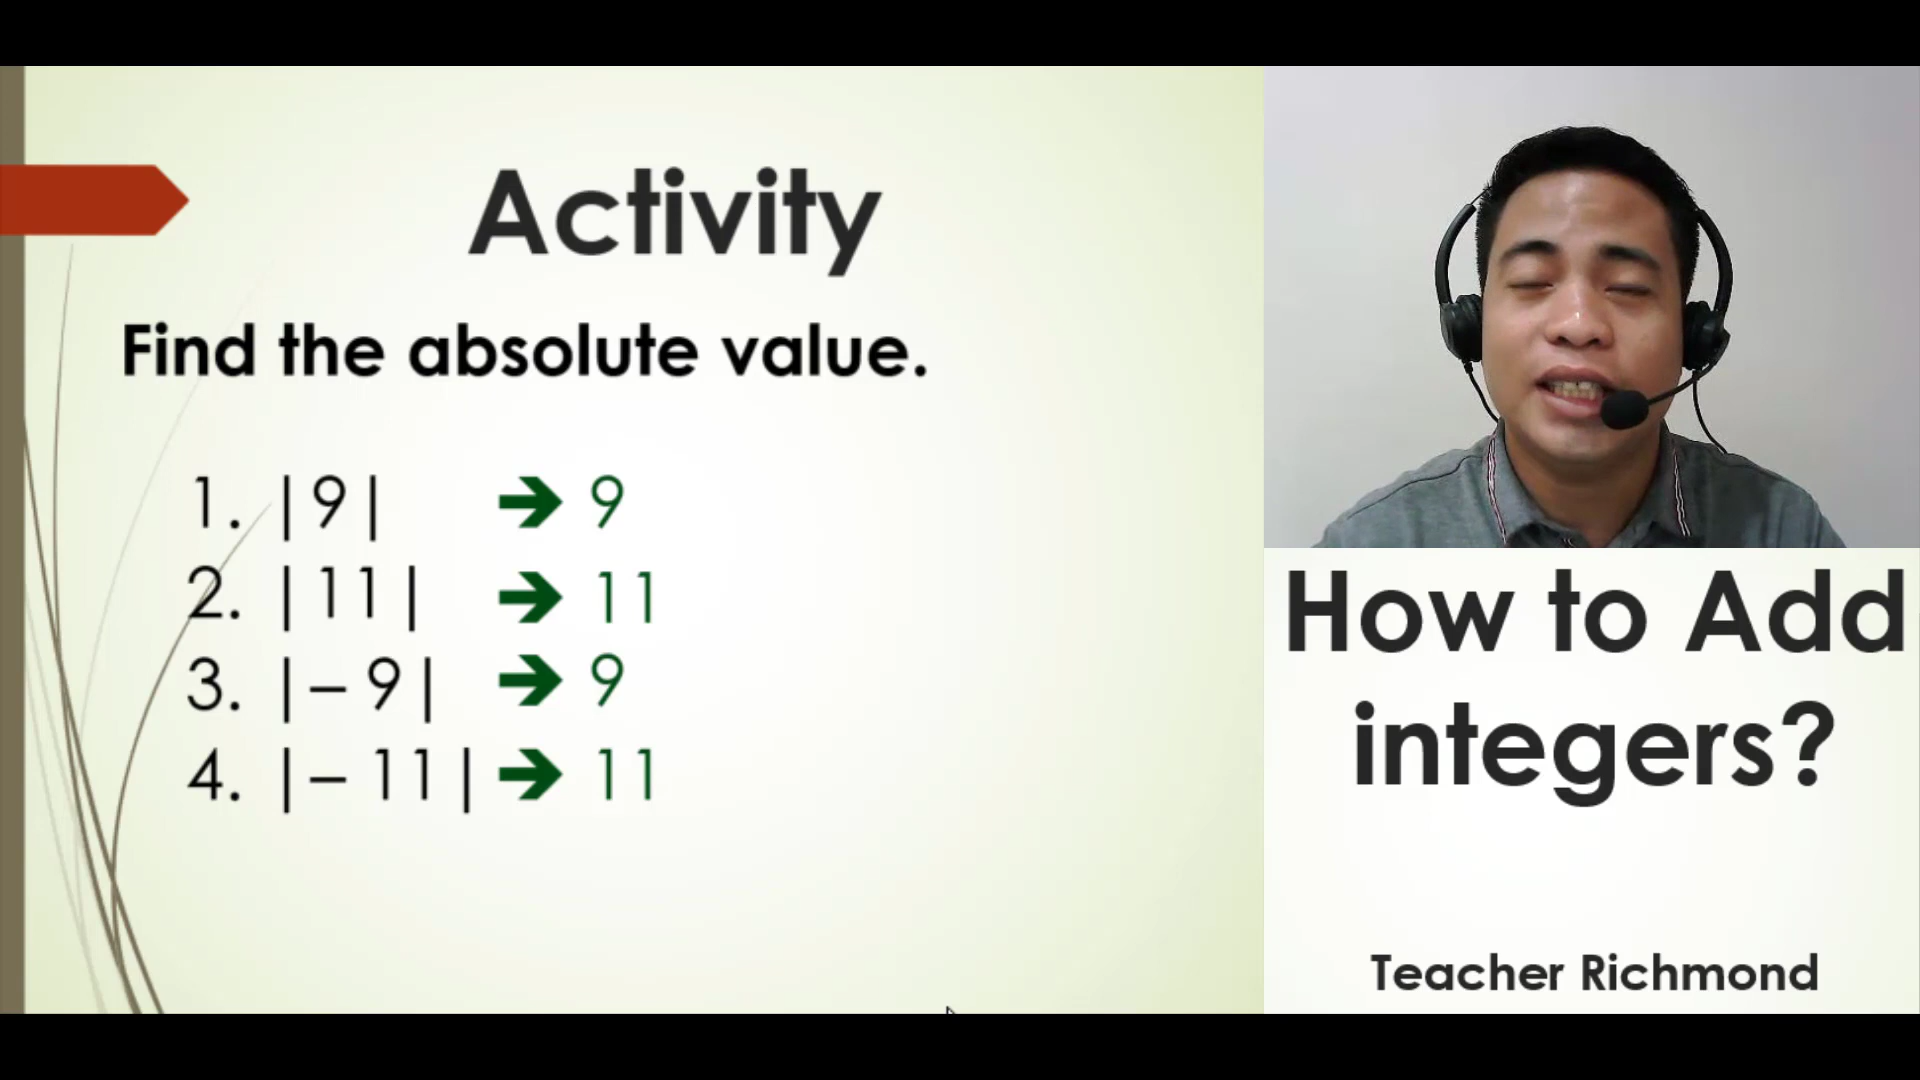 Activity
Find the absolute value.
1. | 9 | ➔ 9
2. | 11 | ➔ 11
3. | – 9 | ➔ 9
4. | – 11 | ➔ 11
How to Add
integers?
Teacher Richmond